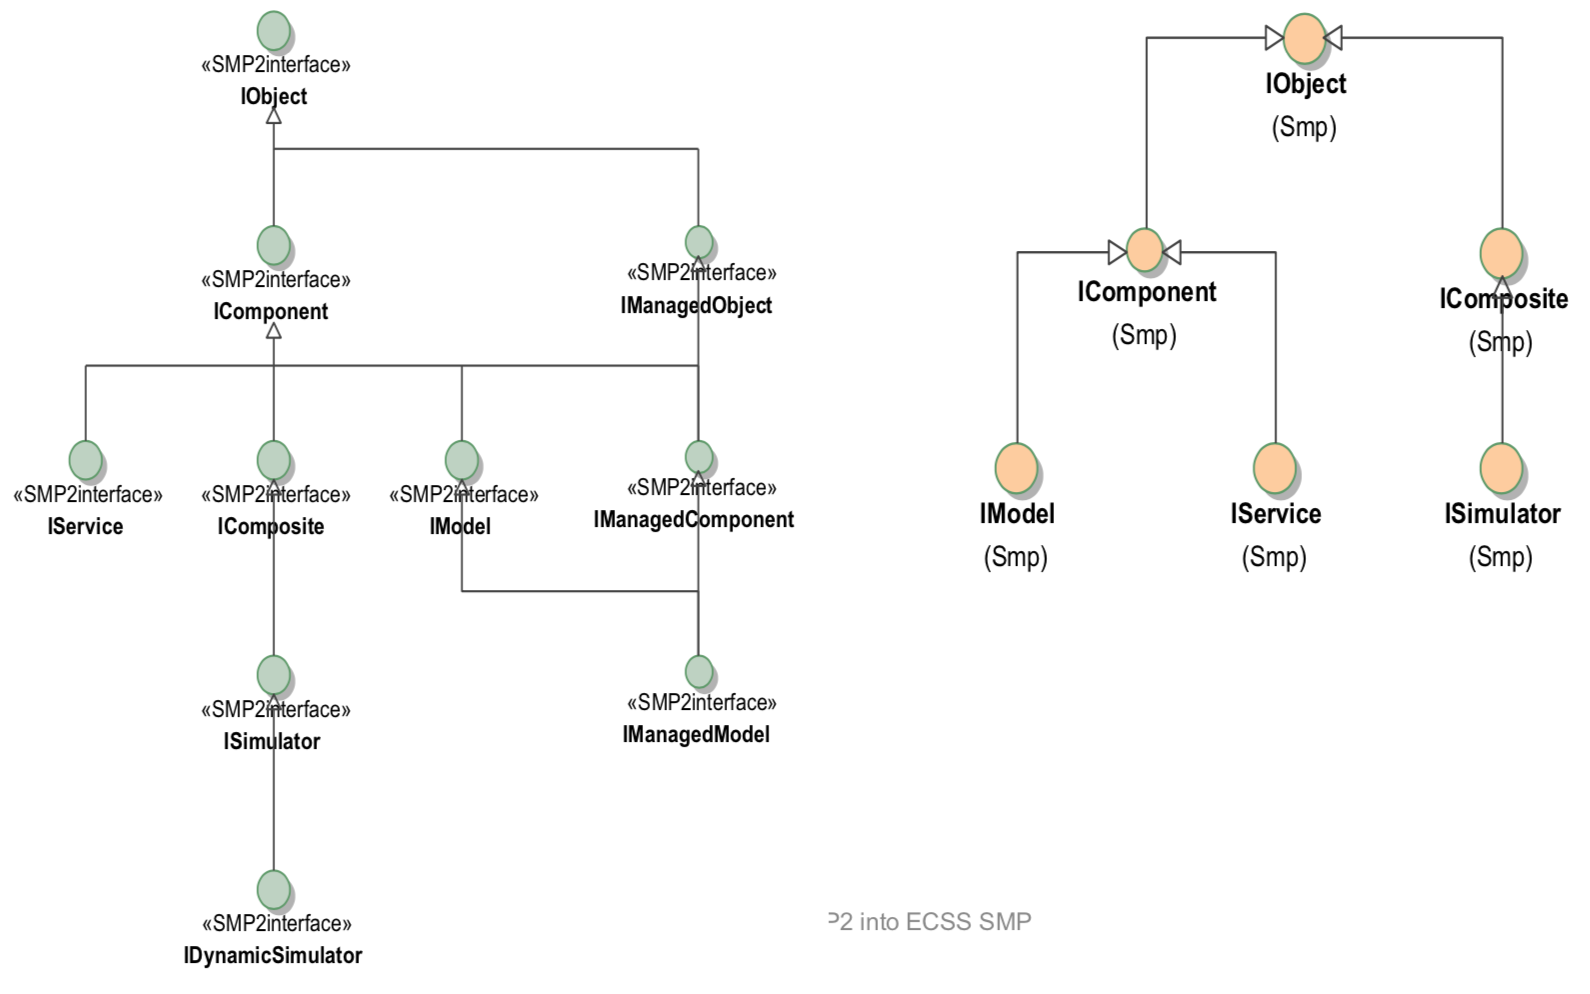 «SMP2interface»
IObject
«SMP2interface»
IComponent
«SMP2interface»
IManagedObject
«SMP2interface»
IService
«SMP2interface»
IComposite
«SMP2interface»
IModel
«SMP2interface»
IManagedComponent
«SMP2interface»
ISimulator
«SMP2interface»
IManagedModel
«SMP2interface»
IDynamicSimulator
IObject
(Smp)
IComponent
(Smp)
IComposite
(Smp)
IModel
(Smp)
IService
(Smp)
ISimulator
(Smp)
P2 into ECSS SMP